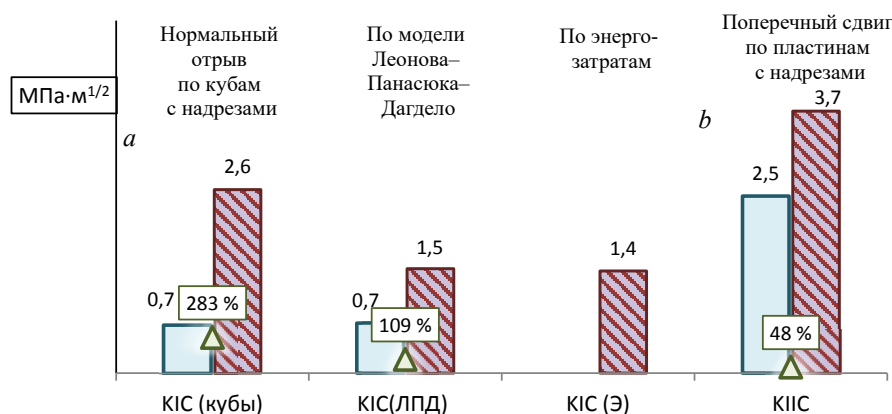 Нормальный
отрыв
по кубам
с надрезами
По модели
Леонова–
Панасюка–
Дагдело
По энерго-
затратам
Поперечный сдвиг
по пластинам
с надрезами
МПа·м1/2
a
b
0,7
2,6
283 %
0,7
1,5
109 %
1,4
2,5
3,7
48 %
KIC (кубы)
KIC(ЛПД)
KIC (Э)
KIIC